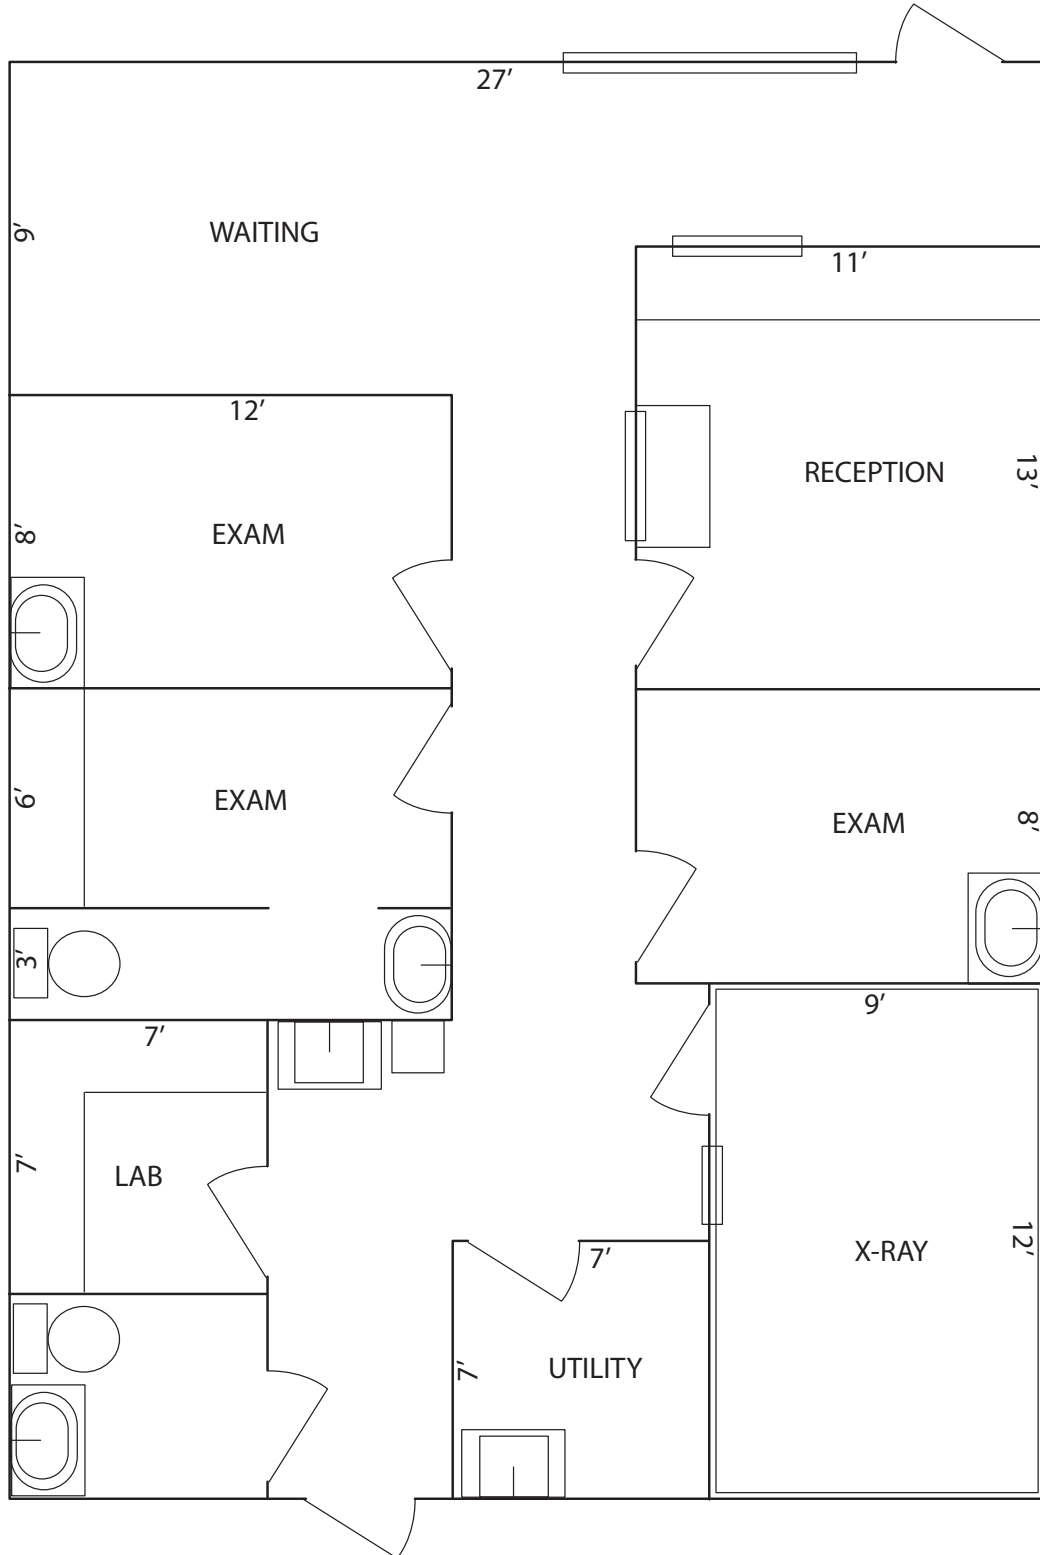 27’
9’
WAITING
11’
12’
RECEPTION
13’
8’
EXAM
6’
EXAM
EXAM
8’
3’
9’
7’
7’
LAB
12’
X-RAY
7’
7’
UTILITY